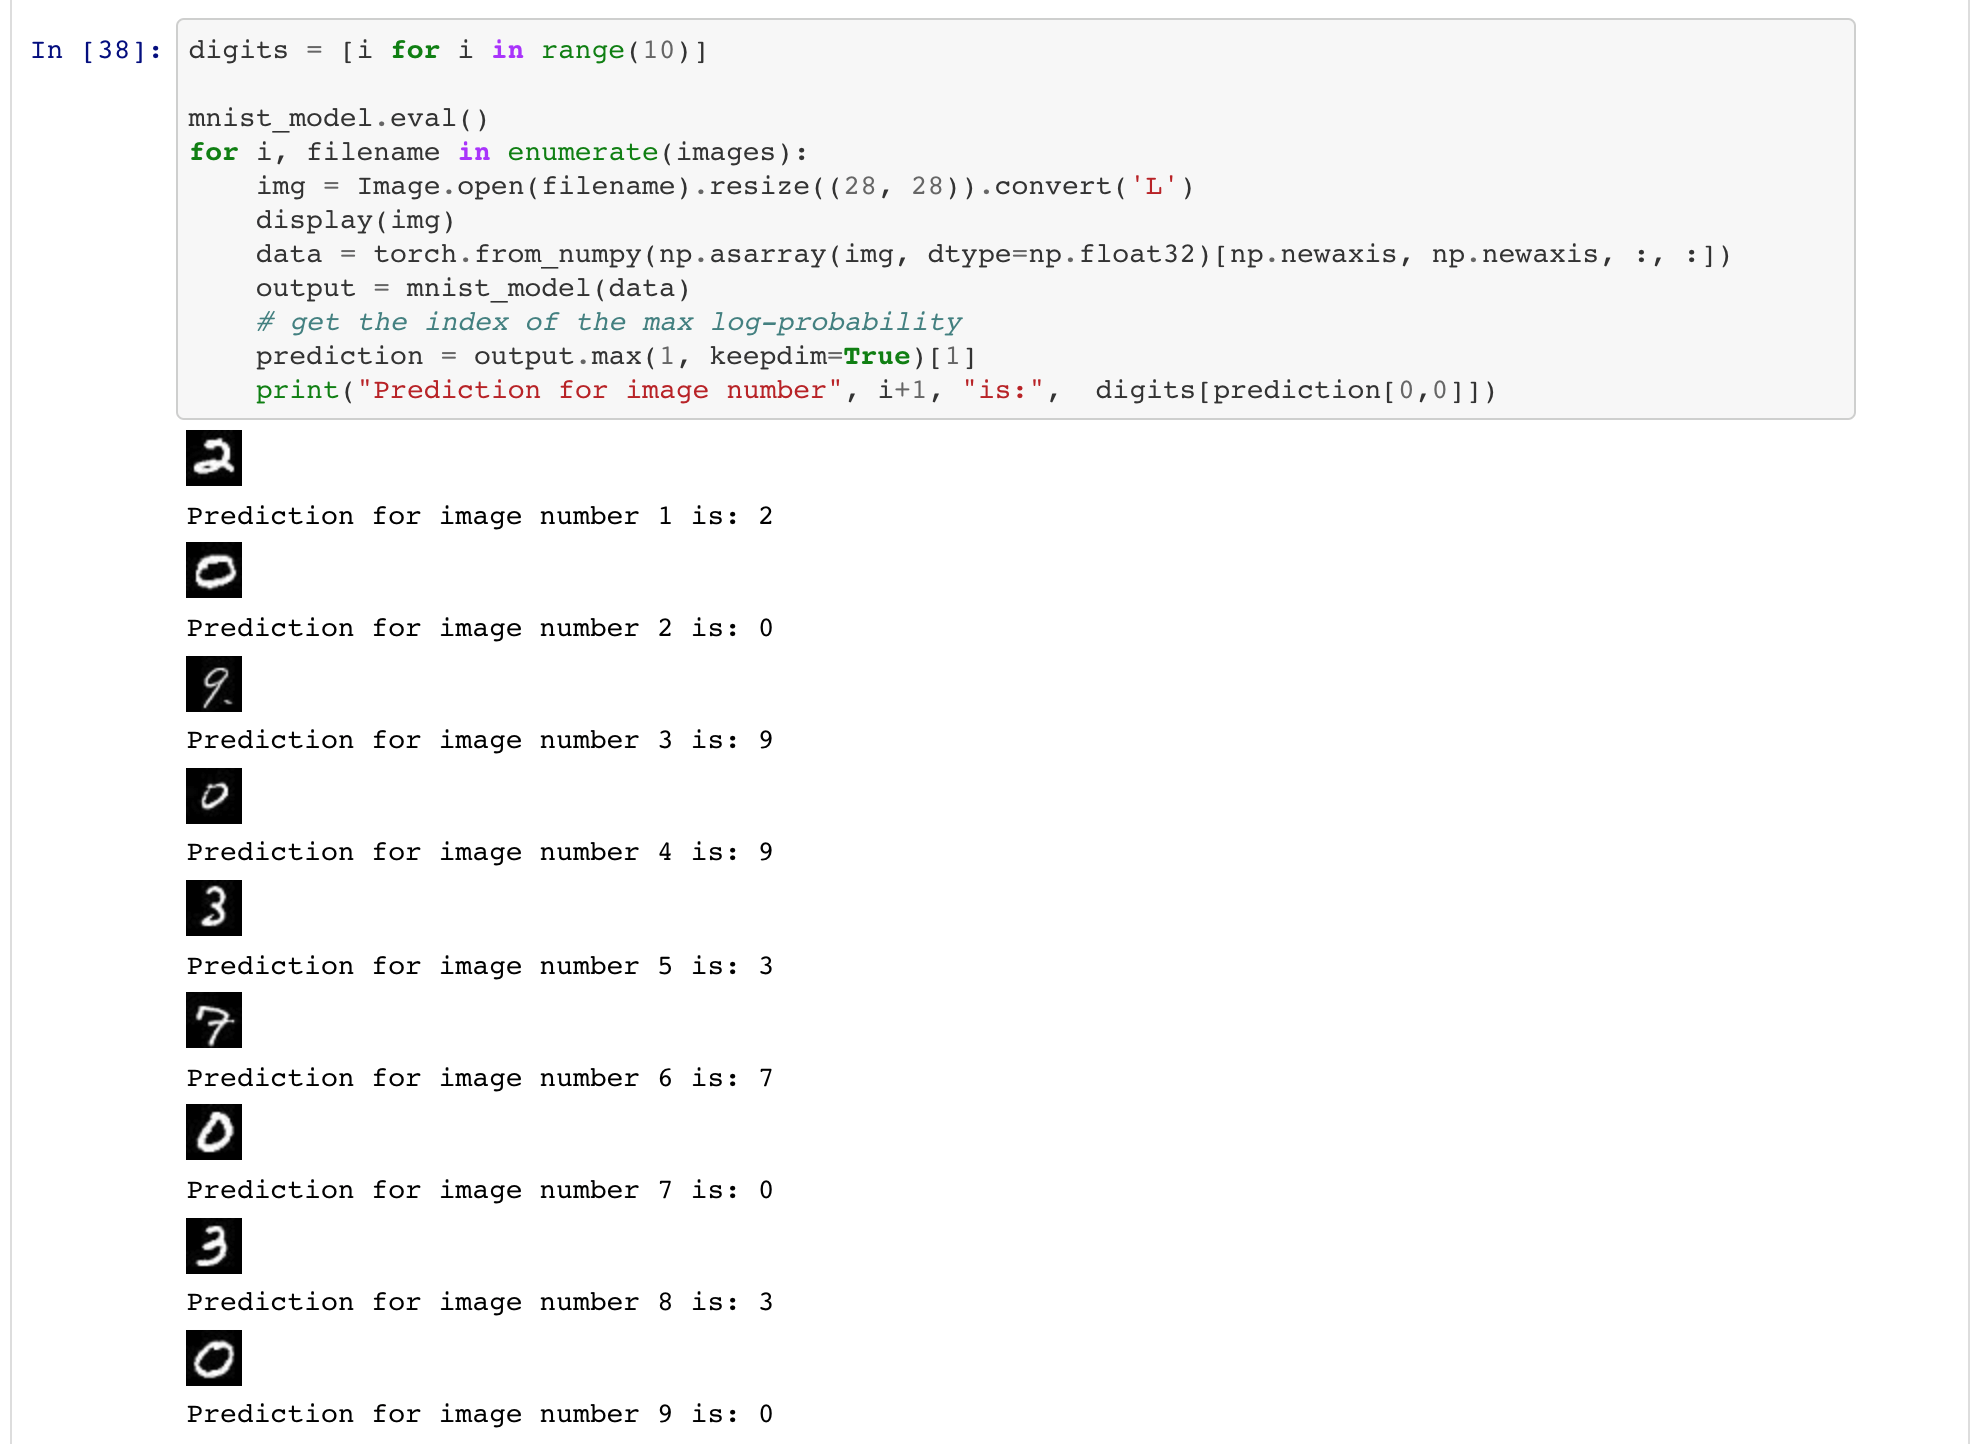 In [38]: digits = [i for i in range(10)]
mnist_model.eval()
for i, filename in enumerate(images):
    img = Image.open(filename).resize((28, 28)).convert('L')
    display(img)
    data = torch.from_numpy(np.asarray(img, dtype=np.float32)[np.newaxis, np.newaxis, :, :])
    output = mnist_model(data)
    # get the index of the max log-probability
    prediction = output.max(1, keepdim=True)[1]
    print("Prediction for image number", i+1, "is:",  digits[prediction[0,0]])
2
Prediction for image number 1 is: 2
0
Prediction for image number 2 is: 0
9
Prediction for image number 3 is: 9
0
Prediction for image number 4 is: 9
3
Prediction for image number 5 is: 3
7
Prediction for image number 6 is: 7
0
Prediction for image number 7 is: 0
3
Prediction for image number 8 is: 3
0
Prediction for image number 9 is: 0